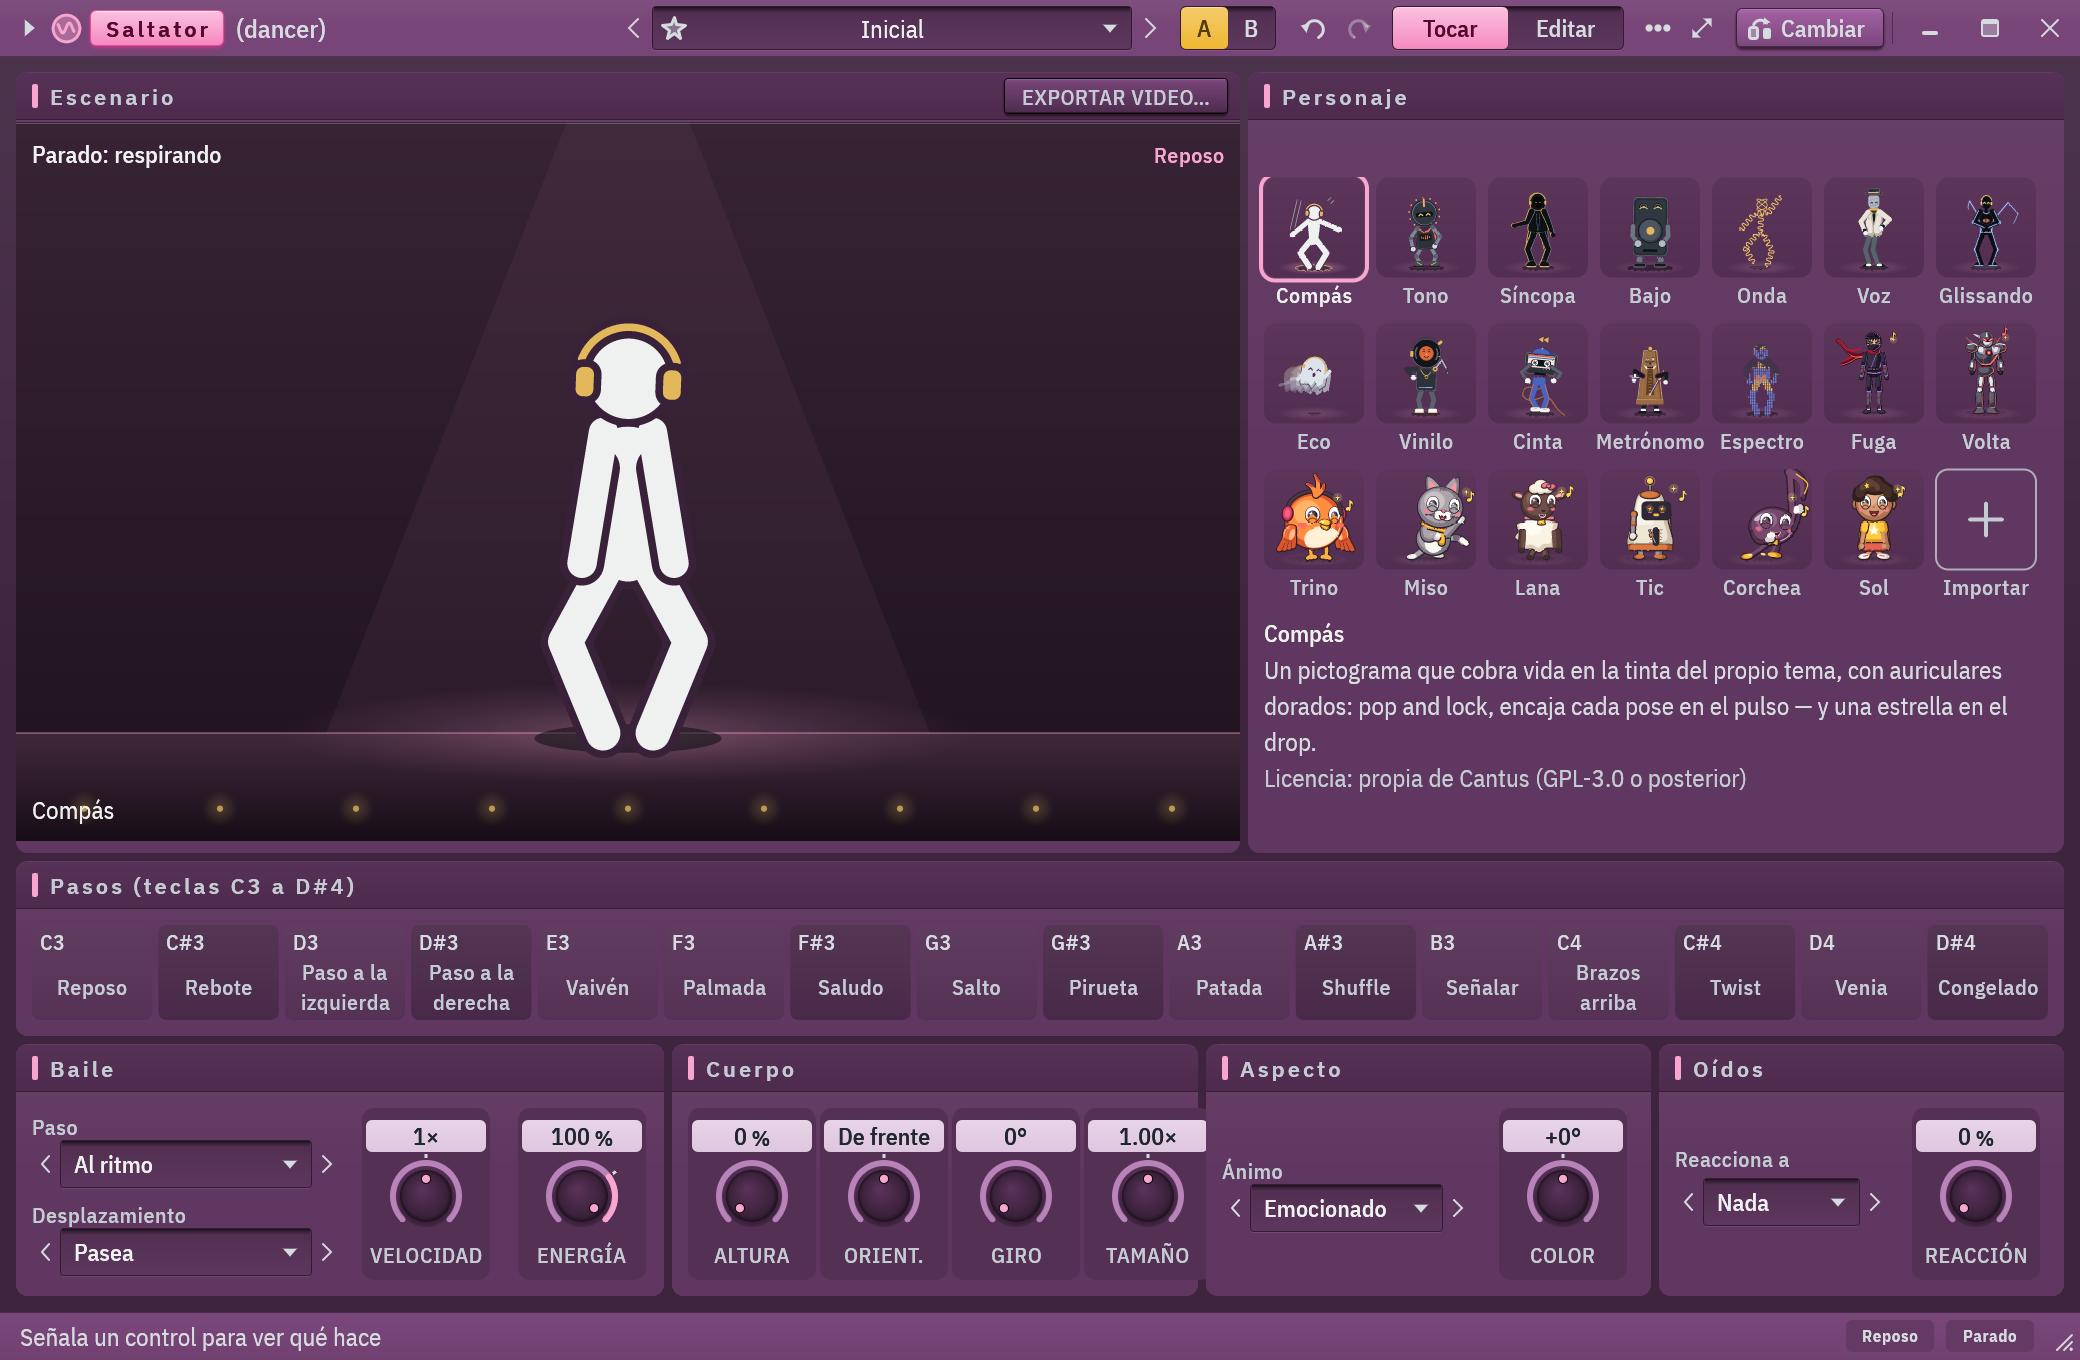 Saltator (dancer)
Inicial
A B
Tocar Editar
Cambiar
Escenario
EXPORTAR VIDEO...
Parado: respirando
Reposo
Compás
Personaje
Compás Tono Síncopa Bajo Onda Voz Glissando
Eco Vinilo Cinta Metrónomo Espectro Fuga Volta
Trino Miso Lana Tic Corchea Sol Importar
Compás
Un pictograma que cobra vida en la tinta del propio tema, con auriculares
dorados: pop and lock, encaja cada pose en el pulso — y una estrella en el
drop.
Licencia: propia de Cantus (GPL-3.0 o posterior)
Pasos (teclas C3 a D#4)
C3 C#3 D3 D#3 E3 F3 F#3 G3 G#3 A3 A#3 B3 C4 C#4 D4 D#4
Reposo Rebote Paso a la izquierda Paso a la derecha Vaivén Palmada Saludo Salto Pirueta Patada Shuffle Señalar Brazos arriba Twist Venia Congelado
Baile
Paso
Al ritmo
Desplazamiento
Pasea
1×
VELOCIDAD
100 %
ENERGÍA
Cuerpo
0 % De frente 0° 1.00×
ALTURA ORIENT. GIRO TAMAÑO
Aspecto
Ánimo
Emocionado
+0°
COLOR
Oídos
Reacciona a
Nada
0 %
REACCIÓN
Señala un control para ver qué hace
Reposo Parado